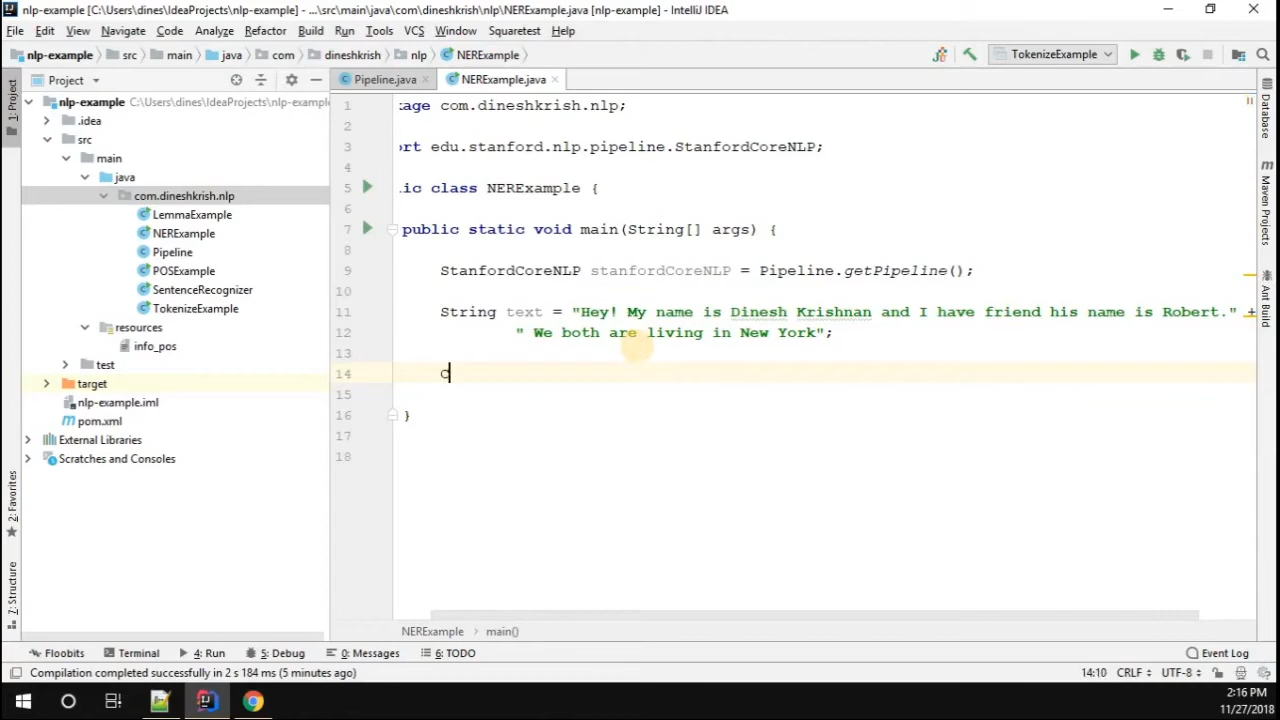 nlp-example [C:\Users\dines\IdeaProjects\nlp-example] - ...\src\main\java\com\dineshkrish\nlp\NERExample.java [nlp-example] - IntelliJ IDEA
File Edit View Navigate Code Analyze Refactor Build Run Tools VCS Window Squaretest Help
nlp-example src main java com dineshkrish nlp NERExample TokenizeExample
Project Pipeline.java NERExample.java
nlp-example C:\Users\dines\IdeaProjects\nlp-example
.idea
src
main
java
com.dineshkrish.nlp
LemmaExample
NERExample
Pipeline
POSExample
SentenceRecognizer
TokenizeExample
resources
info_pos
test
target
nlp-example.iml
pom.xml
External Libraries
Scratches and Consoles
1 kage com.dineshkrish.nlp;
2
3 ort edu.stanford.nlp.pipeline.StanfordCoreNLP;
4
5 lic class NERExample {
6
7 public static void main(String[] args) {
8
9 StanfordCoreNLP stanfordCoreNLP = Pipeline.getPipeline();
10
11 String text = "Hey! My name is Dinesh Krishnan and I have friend his name is Robert." +
12 " We both are living in New York";
13
14 C
15
16 }
17
18
NERExample main()
1: Project
2: Favorites
7: Structure
Database
Maven Projects
Ant Build
Floobits Terminal 4: Run 5: Debug 0: Messages 6: TODO Event Log
Compilation completed successfully in 2 s 184 ms (5 minutes ago) 14:10 CRLF UTF-8
2:16 PM
11/27/2018